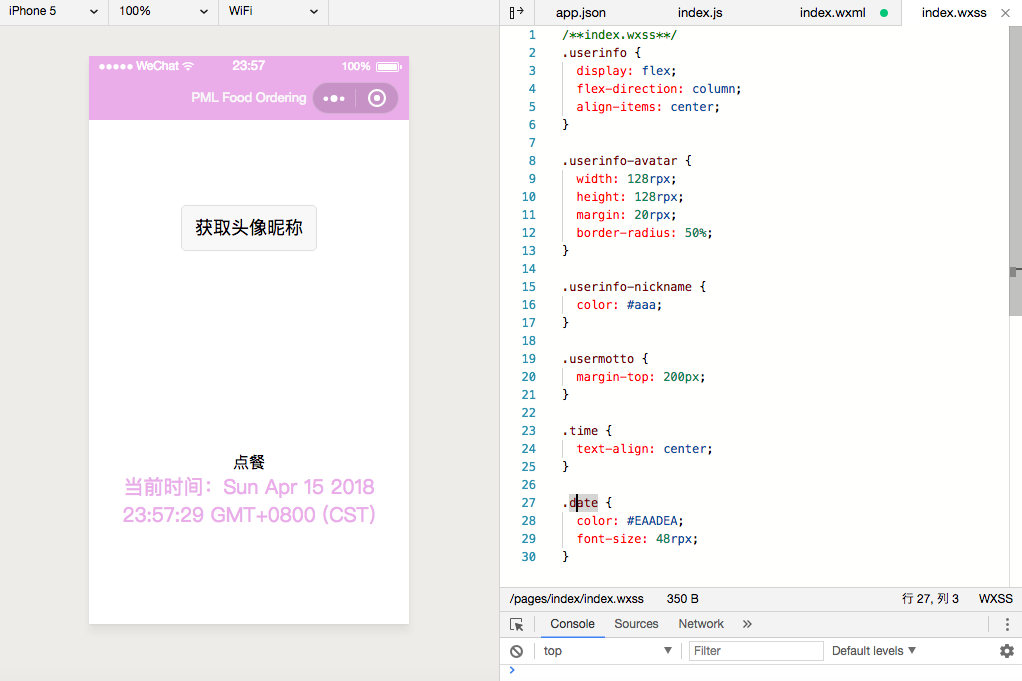 iPhone 5 100% WiFi
WeChat 23:57 100%
PML Food Ordering
获取头像昵称
点餐
当前时间：Sun Apr 15 2018
23:57:29 GMT+0800 (CST)
app.json index.js index.wxml index.wxss
1 /**index.wxss**/
2 .userinfo {
3 display: flex;
4 flex-direction: column;
5 align-items: center;
6 }
7
8 .userinfo-avatar {
9 width: 128rpx;
10 height: 128rpx;
11 margin: 20rpx;
12 border-radius: 50%;
13 }
14
15 .userinfo-nickname {
16 color: #aaa;
17 }
18
19 .usermotto {
20 margin-top: 200px;
21 }
22
23 .time {
24 text-align: center;
25 }
26
27 .date {
28 color: #EAADEA;
29 font-size: 48rpx;
30 }
/pages/index/index.wxss 350 B 行 27, 列 3 WXSS
Console Sources Network »
top Filter Default levels